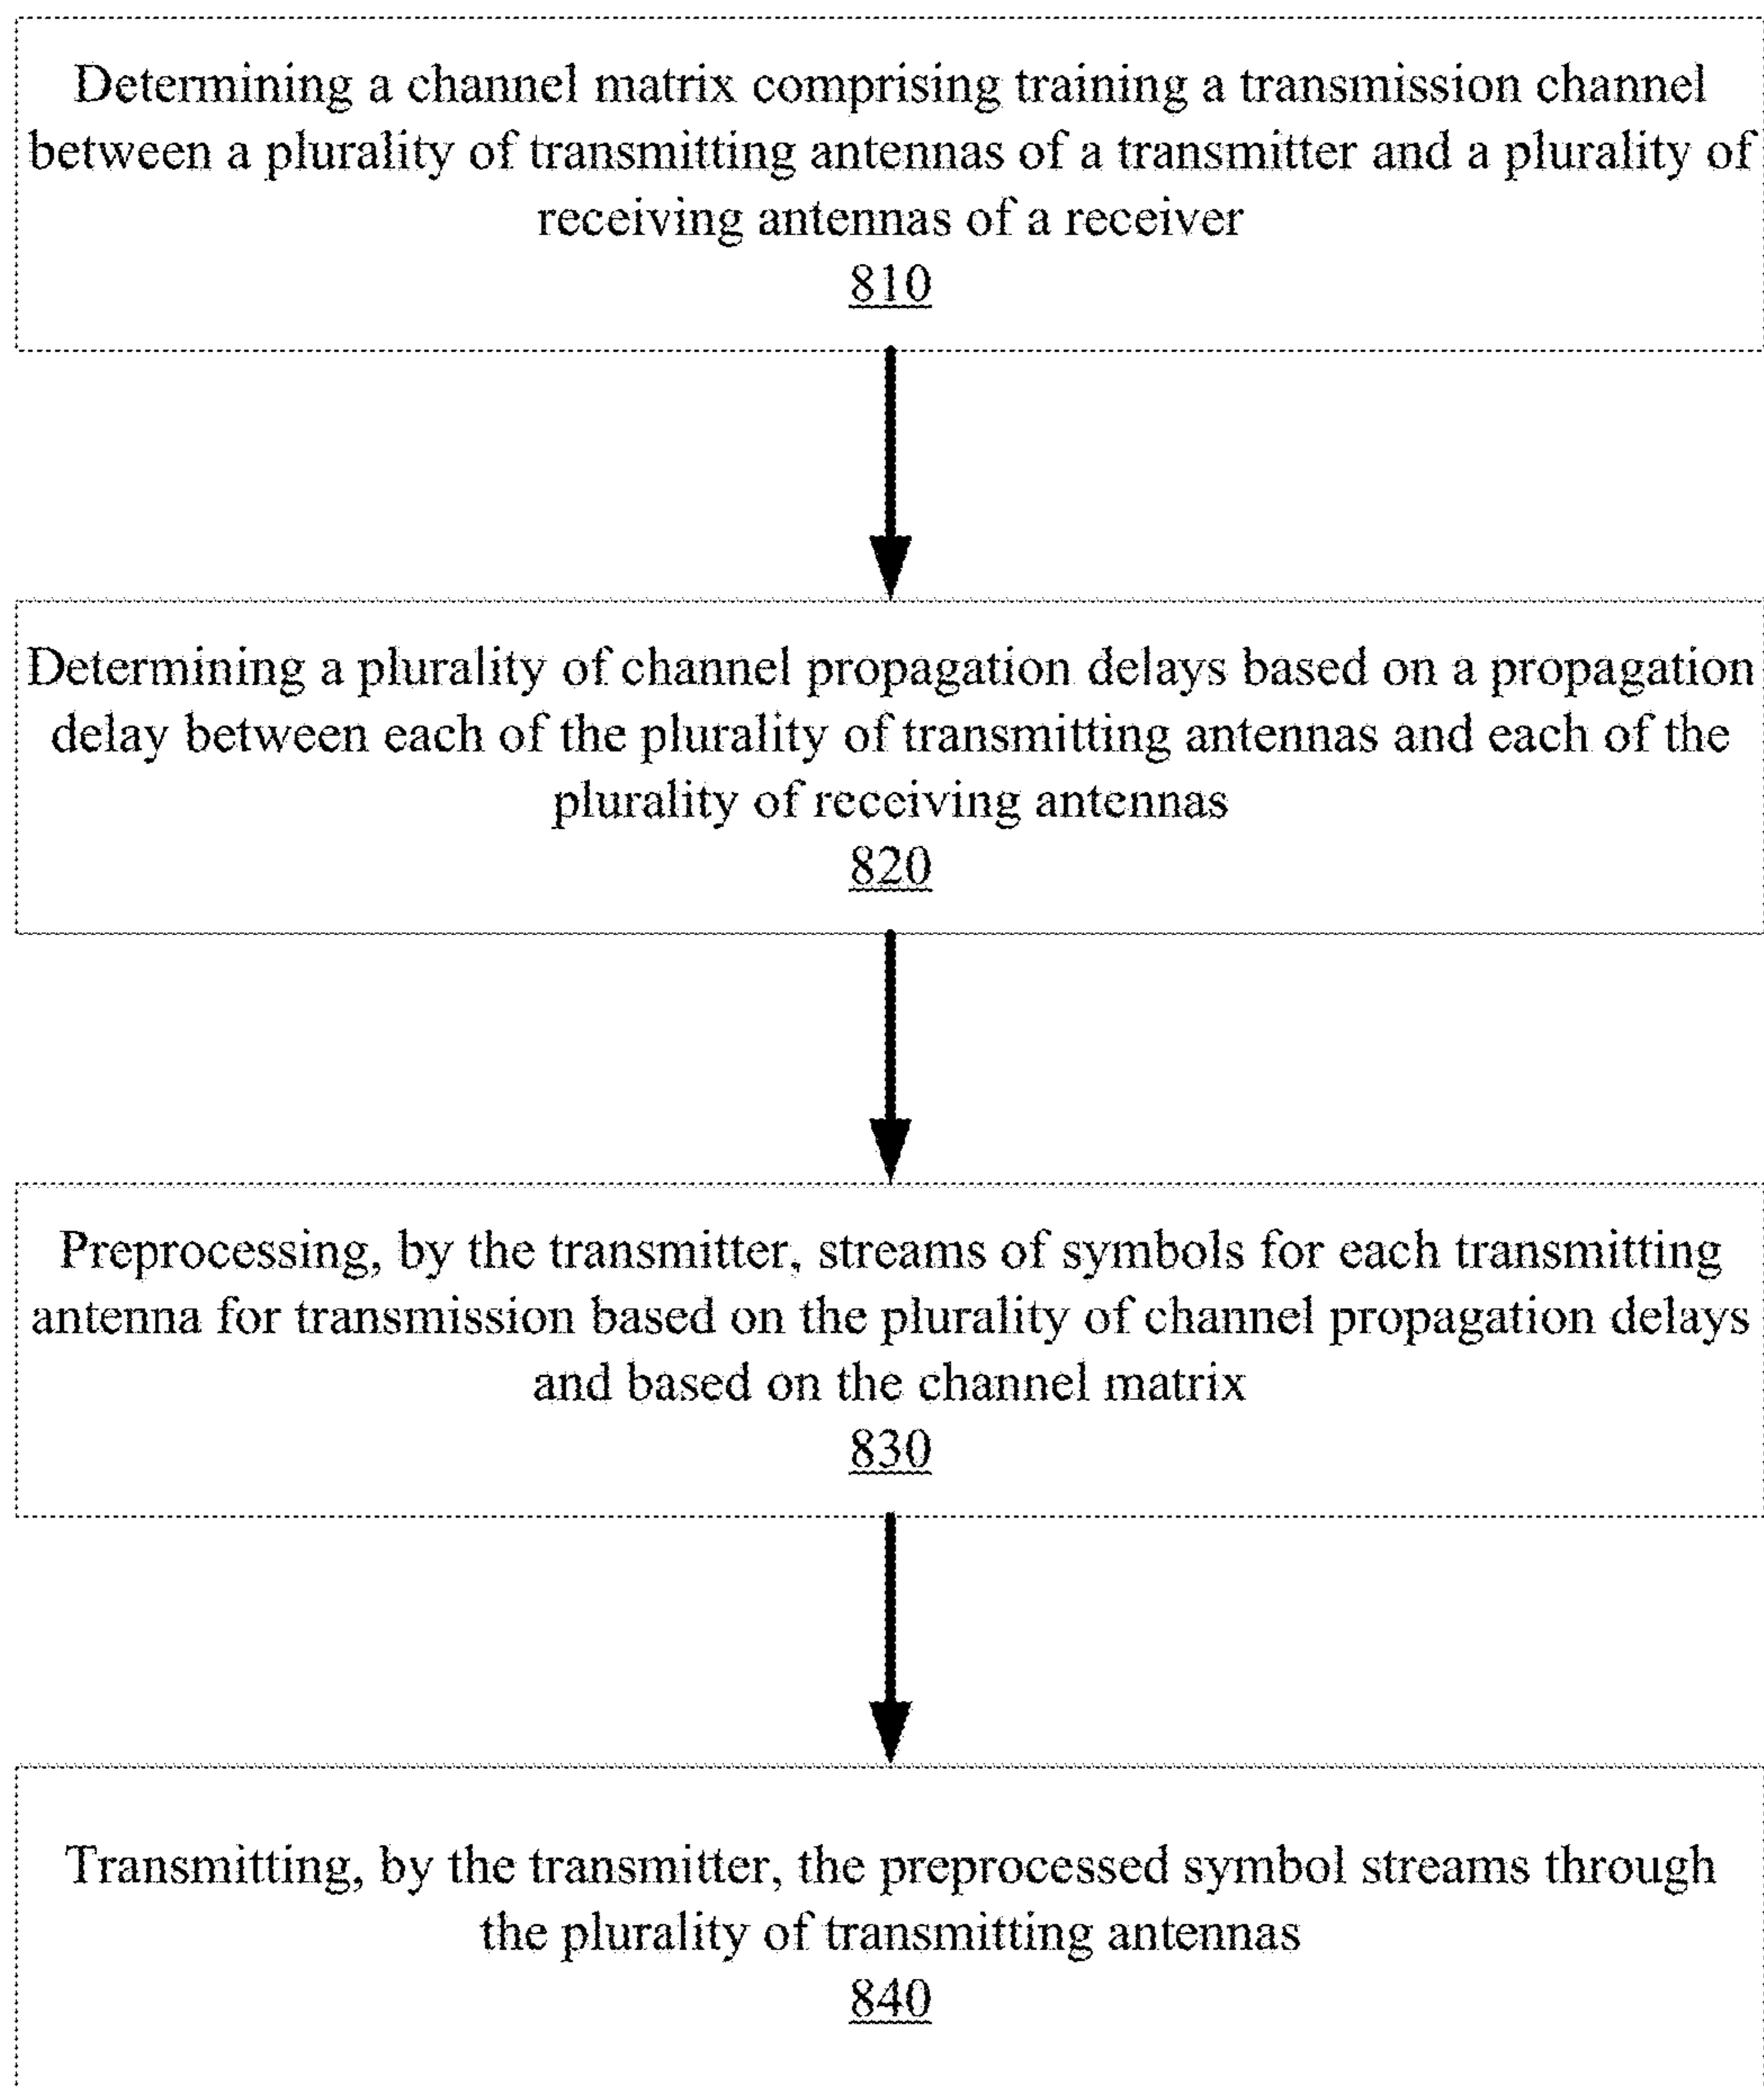 Determining a channel matrix comprising training a transmission channel
between a plurality of transmitting antennas of a transmitter and a plurality of
receiving antennas of a receiver
810
Determining a plurality of channel propagation delays based on a propagation
delay between each of the plurality of transmitting antennas and each of the
plurality of receiving antennas
820
Preprocessing, by the transmitter, streams of symbols for each transmitting
antenna for transmission based on the plurality of channel propagation delays
and based on the channel matrix
830
Transmitting, by the transmitter, the preprocessed symbol streams through
the plurality of transmitting antennas
840